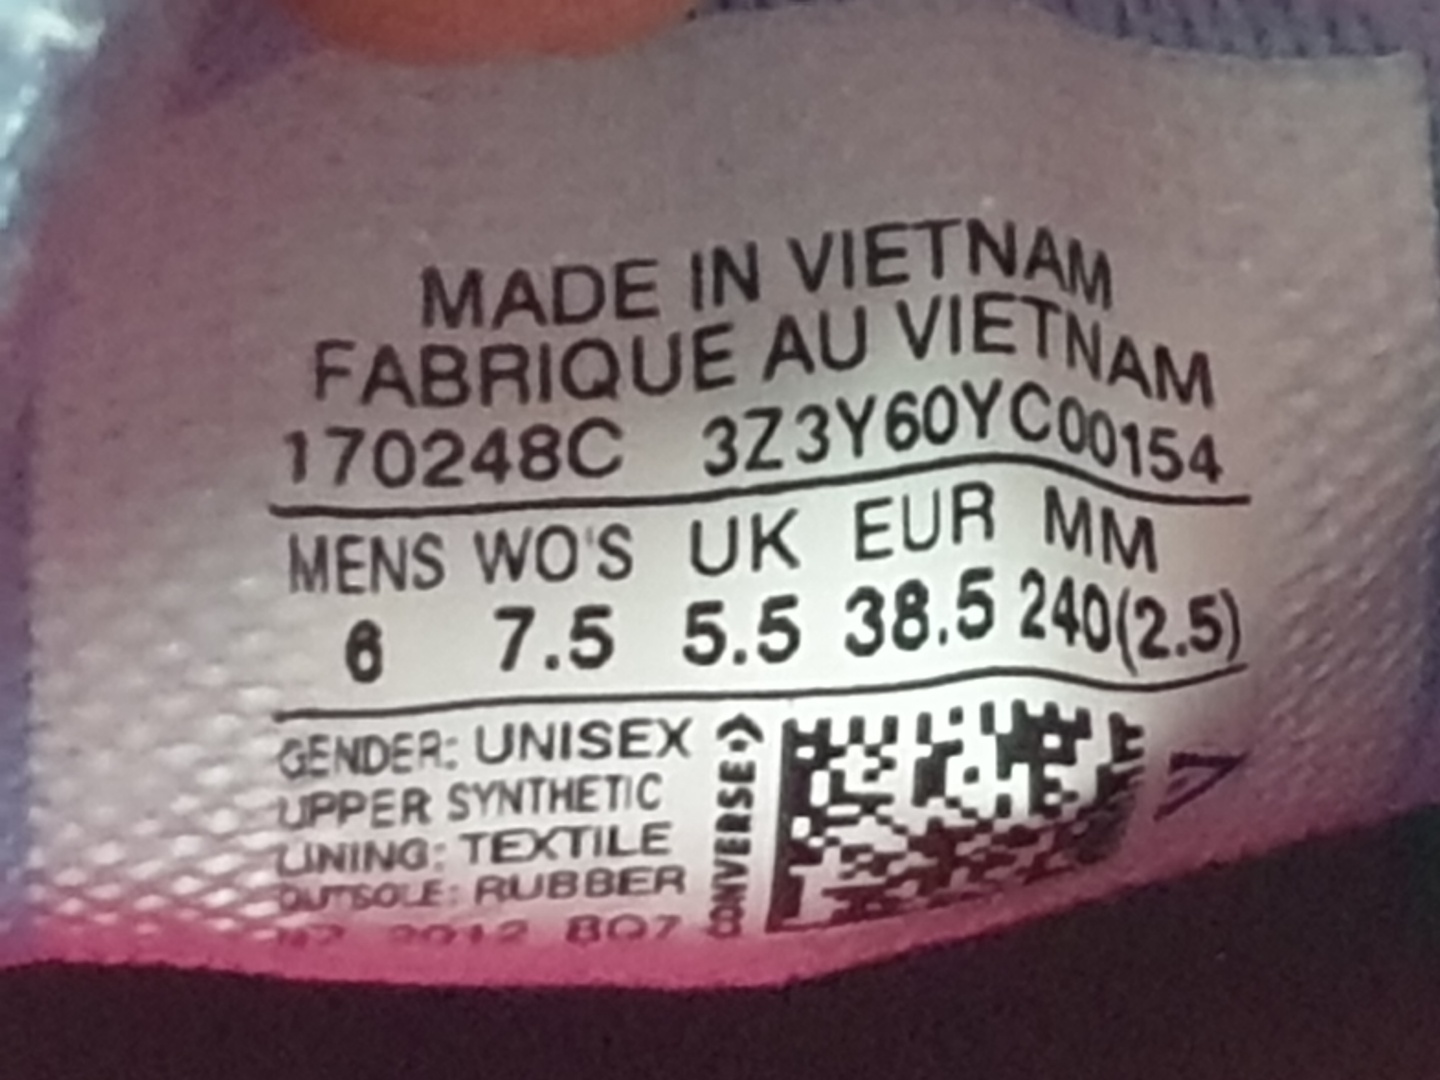 MADE IN VIETNAM
FABRIQUE AU VIETNAM
170248C 3Z3Y60YC00154
MENS WO'S UK EUR MM
6 7.5 5.5 38.5 240(2.5)
GENDER: UNISEX
UPPER SYNTHETIC
LINING: TEXTILE
OUTSOLE: RUBBER
CONVERSE